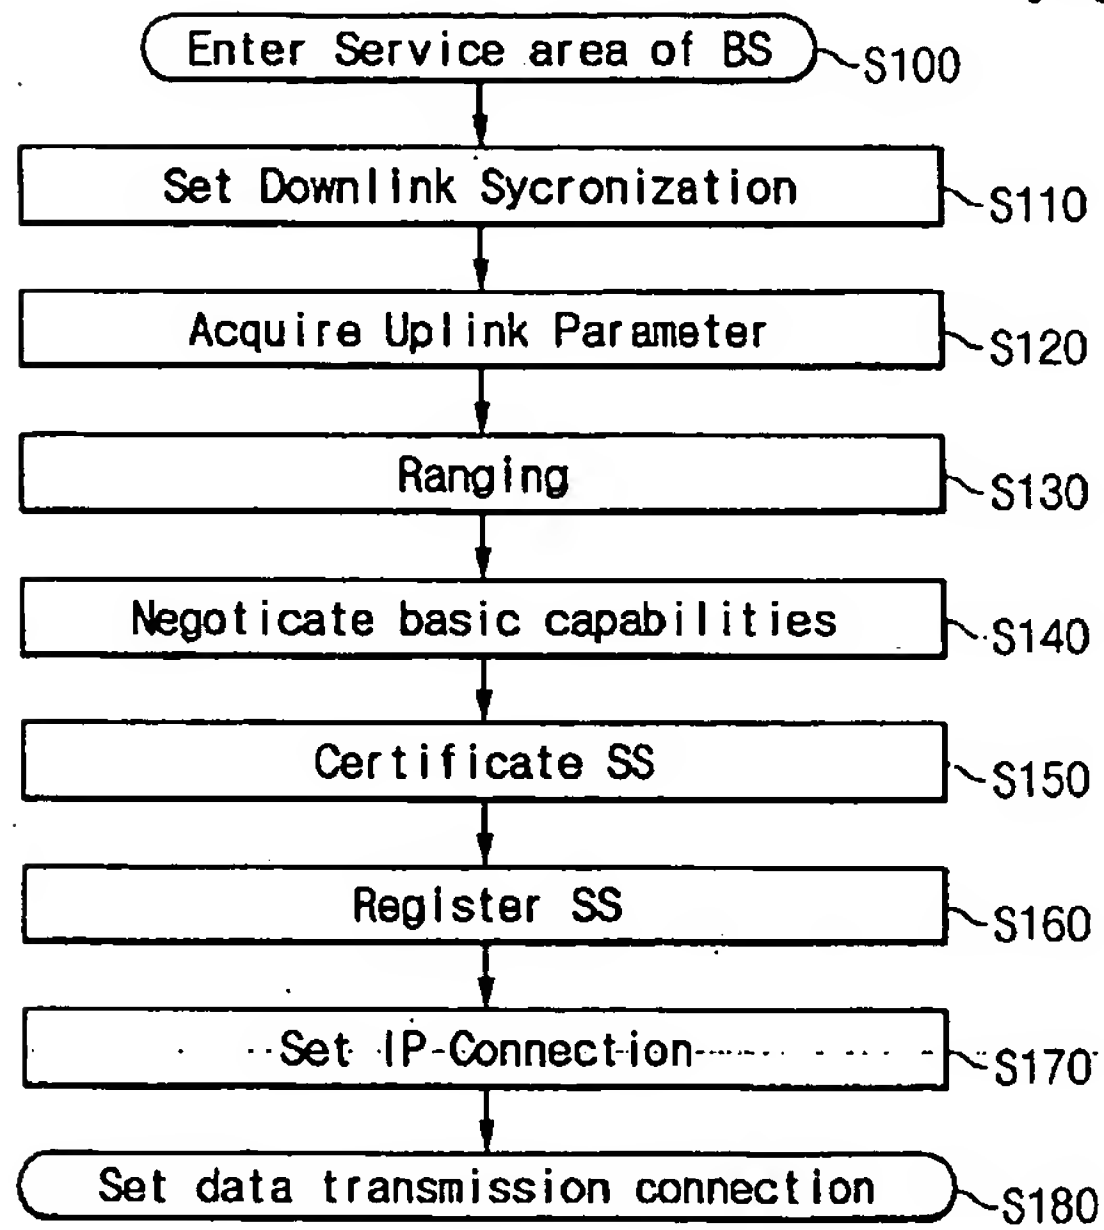 Enter Service area of BS
S100
Set Downlink Sycronization
S110
Acquire Uplink Parameter
S120
Ranging
S130
Negoticate basic capabilities
S140
Certificate SS
S150
Register SS
S160
Set IP-Connection
S170
Set data transmission connection
S180